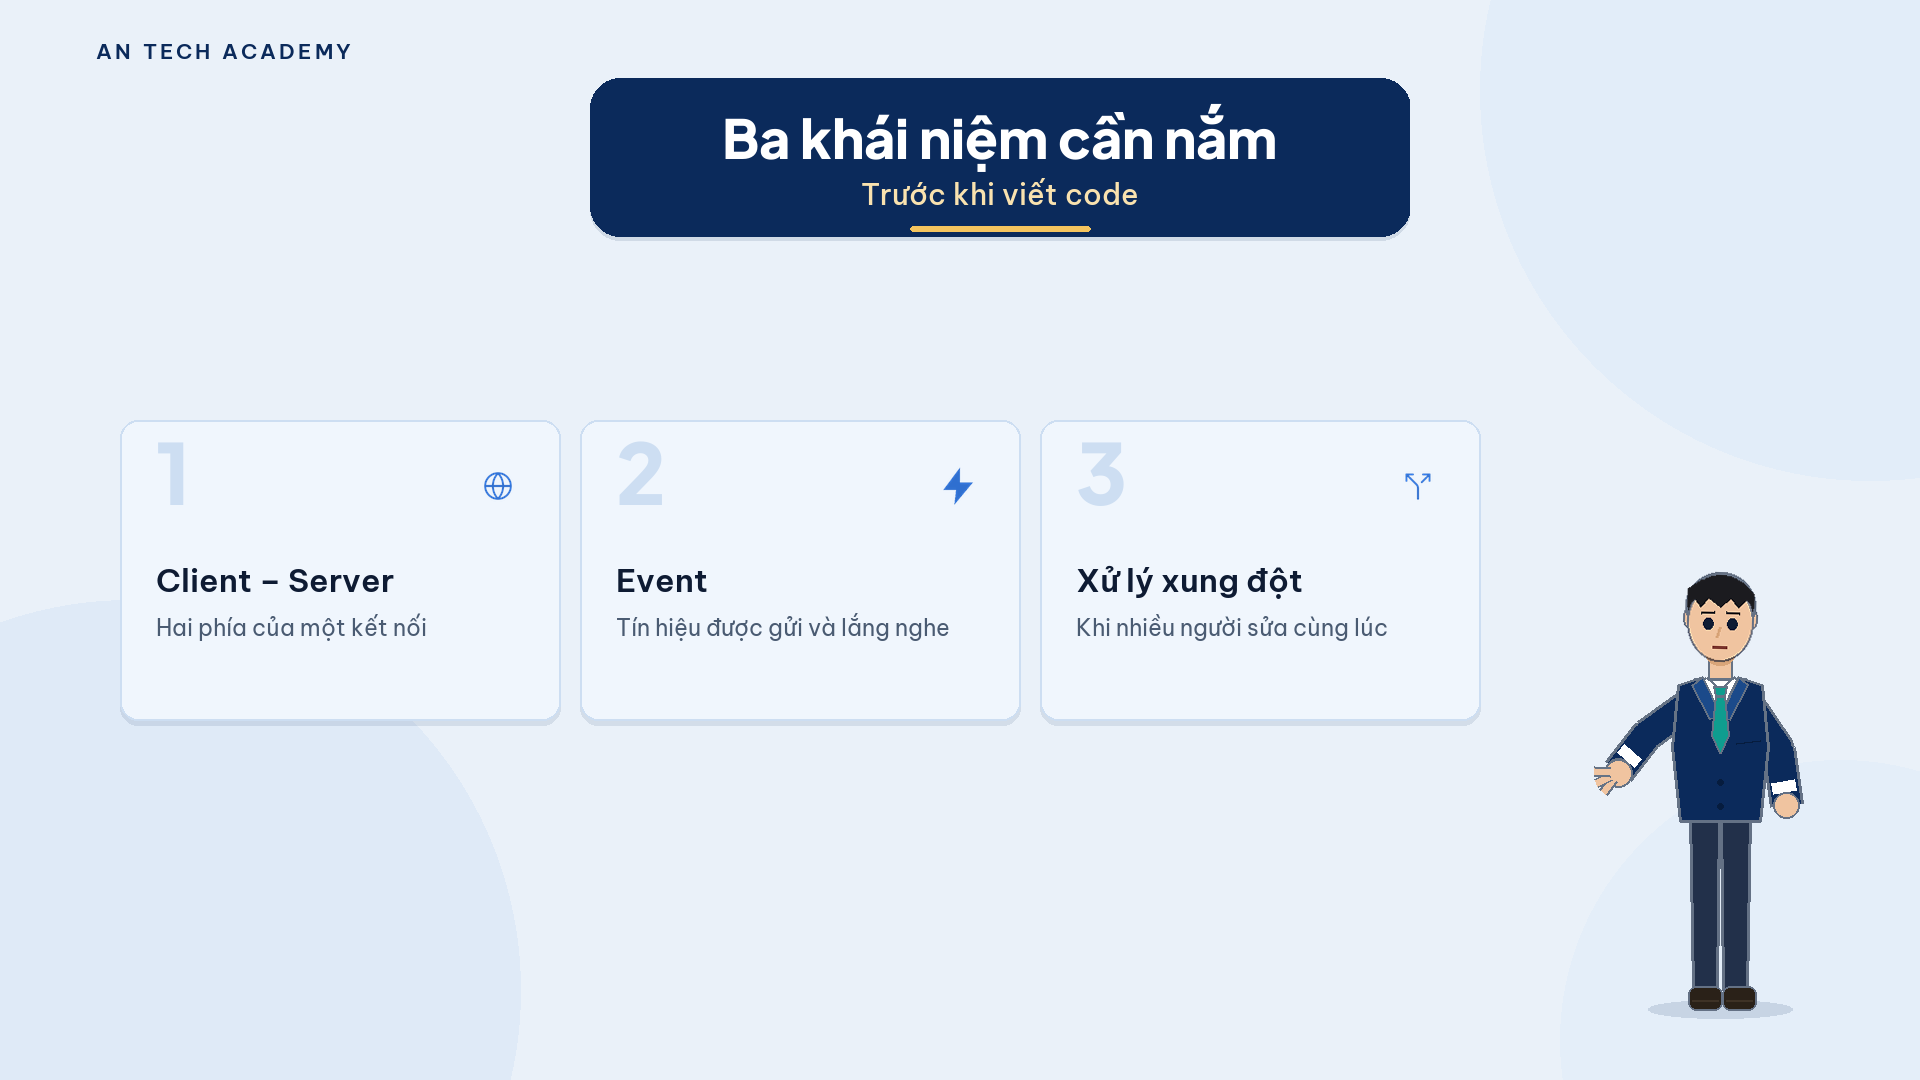 AN TECH ACADEMY
Ba khái niệm cần nắm
Trước khi viết code
1
Client – Server
Hai phía của một kết nối
2
Event
Tín hiệu được gửi và lắng nghe
3
Xử lý xung đột
Khi nhiều người sửa cùng lúc